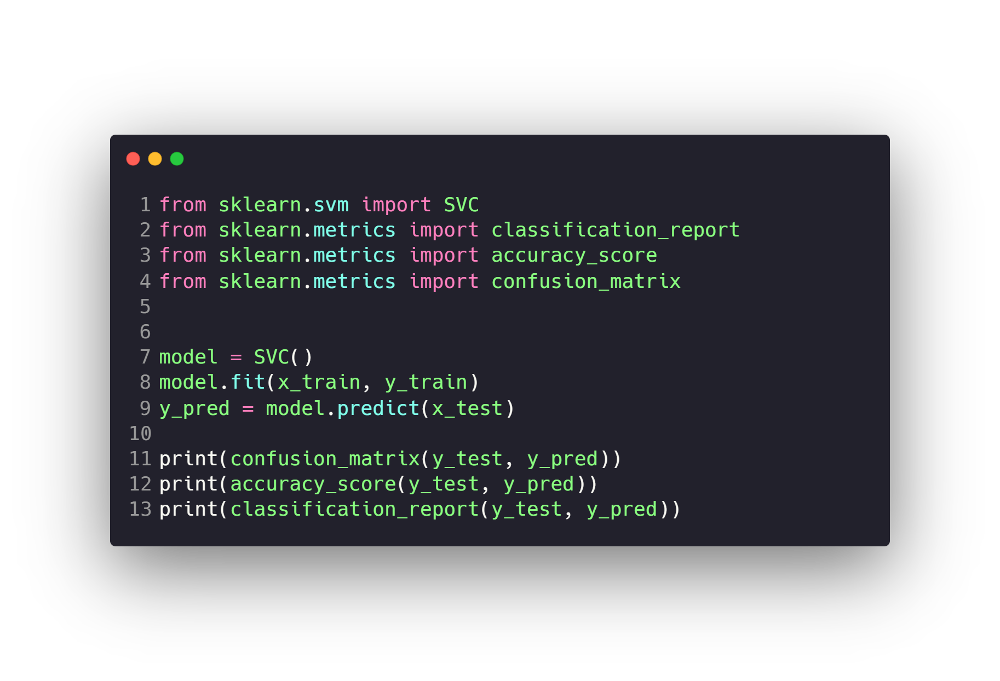 1 from sklearn.svm import SVC
2 from sklearn.metrics import classification_report
3 from sklearn.metrics import accuracy_score
4 from sklearn.metrics import confusion_matrix
5
6
7 model = SVC()
8 model.fit(x_train, y_train)
9 y_pred = model.predict(x_test)
10
11 print(confusion_matrix(y_test, y_pred))
12 print(accuracy_score(y_test, y_pred))
13 print(classification_report(y_test, y_pred))